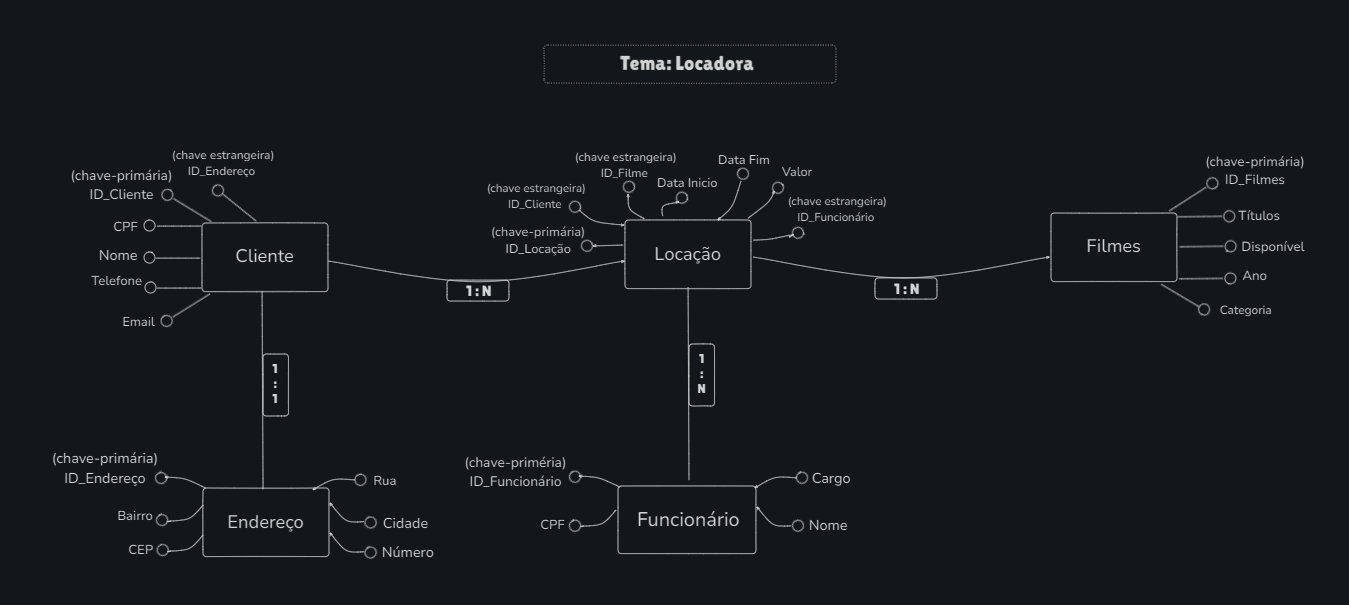 Tema: Locadora
(chave-primária)
ID_Cliente
(chave estrangeira)
ID_Endereço
CPF
Nome
Telefone
Email
Cliente
1:N
(chave estrangeira)
ID_Cliente
(chave estrangeira)
ID_Filme
Data Inicio
Data Fim
Valor
(chave estrangeira)
ID_Funcionário
(chave-primária)
ID_Locação
Locação
1:N
(chave-primária)
ID_Filmes
Títulos
Disponível
Ano
Categoria
Filmes
1
:
1
1
:
N
(chave-primária)
ID_Endereço
Bairro
CEP
Endereço
Rua
Cidade
Número
(chave-priméria)
ID_Funcionário
CPF
Funcionário
Cargo
Nome